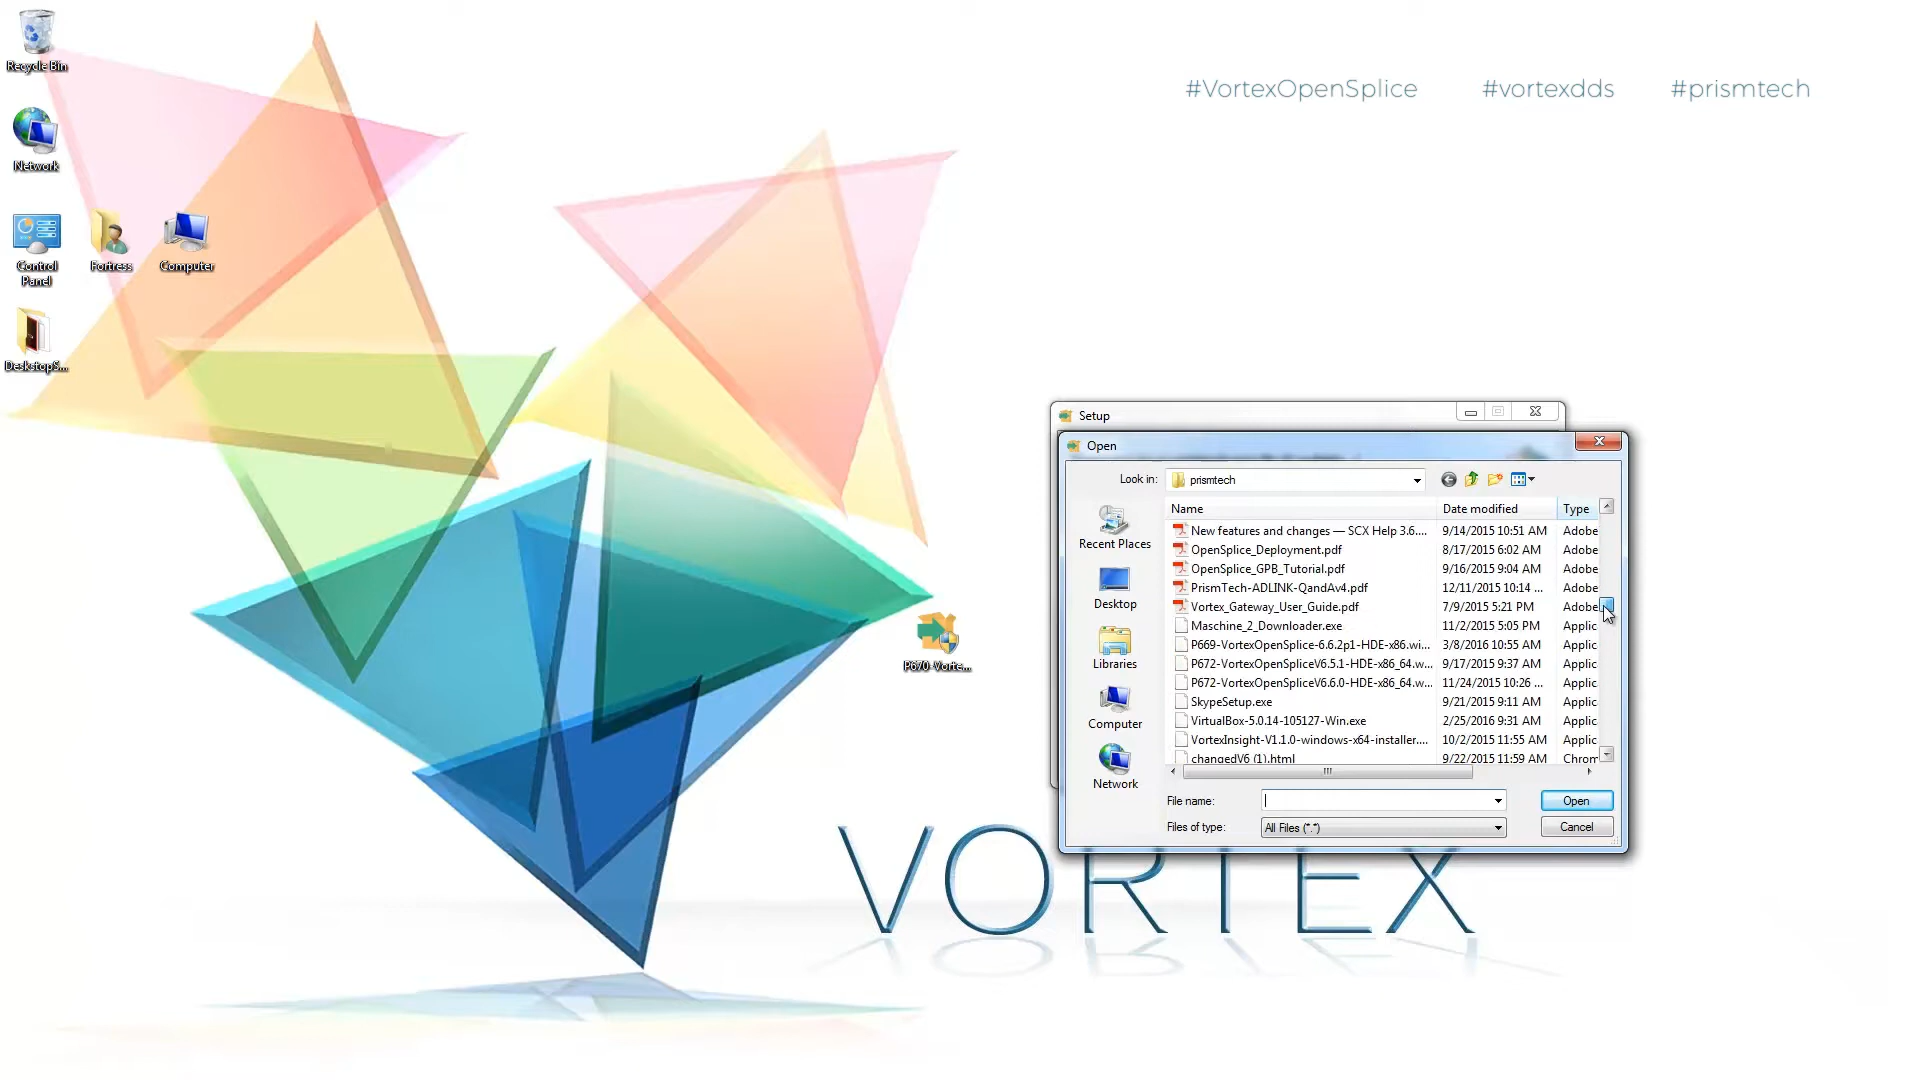 Recycle Bin
#VortexOpenSplice #vortexdds #prismtech
Network
Control
Panel
Fortress
Computer
DeskstopS...
P670-Vorte...
Setup
Open
Look in: prismtech
Name Date modified Type
Recent Places
Desktop
Libraries
Computer
Network
New features and changes — SCX Help 3.6.... 9/14/2015 10:51 AM Adobe
OpenSplice_Deployment.pdf 8/17/2015 6:02 AM Adobe
OpenSplice_GPB_Tutorial.pdf 9/16/2015 9:04 AM Adobe
PrismTech-ADLINK-QandAv4.pdf 12/11/2015 10:14 ... Adobe
Vortex_Gateway_User_Guide.pdf 7/9/2015 5:21 PM Adobe
Maschine_2_Downloader.exe 11/2/2015 5:05 PM Applic
P669-VortexOpenSplice-6.6.2p1-HDE-x86.wi... 3/8/2016 10:55 AM Applic
P672-VortexOpenSpliceV6.5.1-HDE-x86_64.w... 9/17/2015 9:37 AM Applic
P672-VortexOpenSpliceV6.6.0-HDE-x86_64.w... 11/24/2015 10:26 ... Applic
SkypeSetup.exe 9/21/2015 9:11 AM Applic
VirtualBox-5.0.14-105127-Win.exe 2/25/2016 9:31 AM Applic
VortexInsight-V1.1.0-windows-x64-installer.... 10/2/2015 11:55 AM Applic
changedV6 (1).html 9/22/2015 11:59 AM Chrom
File name: Open
Files of type: All Files (*.*) Cancel
VORTEX